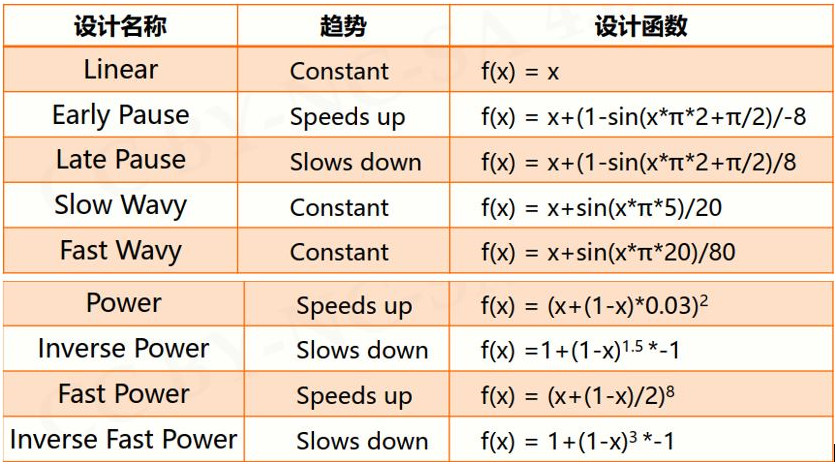 设计名称 趋势 设计函数
Linear Constant f(x) = x
Early Pause Speeds up f(x) = x+(1-sin(x*π*2+π/2)/-8
Late Pause Slows down f(x) = x+(1-sin(x*π*2+π/2)/8
Slow Wavy Constant f(x) = x+sin(x*π*5)/20
Fast Wavy Constant f(x) = x+sin(x*π*20)/80
Power Speeds up f(x) = (x+(1-x)*0.03)²
Inverse Power Slows down f(x) =1+(1-x)¹·⁵ *-1
Fast Power Speeds up f(x) = (x+(1-x)/2)⁸
Inverse Fast Power Slows down f(x) = 1+(1-x)³ *-1